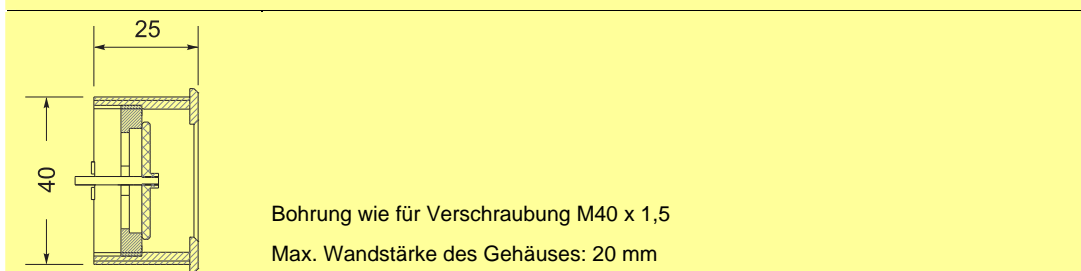 25
40
Bohrung wie für Verschraubung M40 x 1,5
Max. Wandstärke des Gehäuses: 20 mm